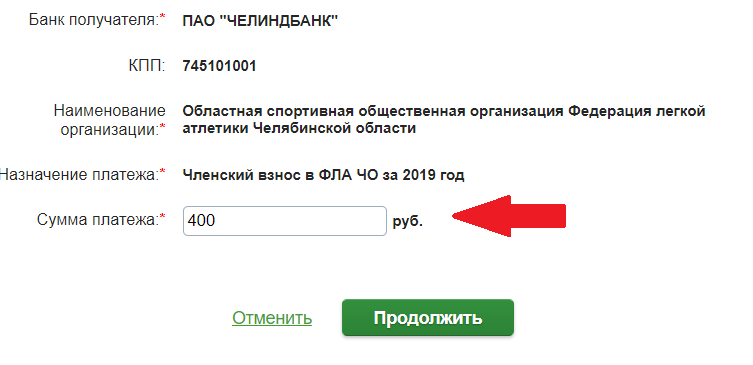 Банк получателя:* ПАО "ЧЕЛИНДБАНК"
КПП: 745101001
Наименование организации:* Областная спортивная общественная организация Федерация легкой
атлетики Челябинской области
Назначение платежа:* Членский взнос в ФЛА ЧО за 2019 год
Сумма платежа:* 400 руб.
Отменить Продолжить